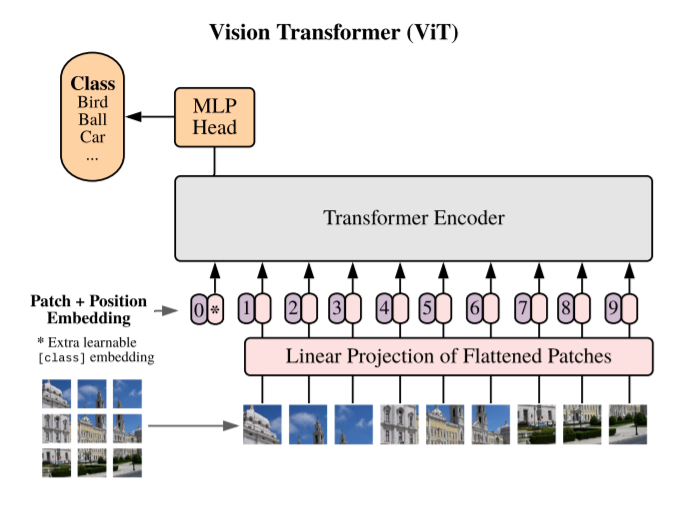 Vision Transformer (ViT)
Class
Bird
Ball
Car
...
MLP
Head
Transformer Encoder
Patch + Position
Embedding
0 * 1 2 3 4 5 6 7 8 9
* Extra learnable
[class] embedding
Linear Projection of Flattened Patches